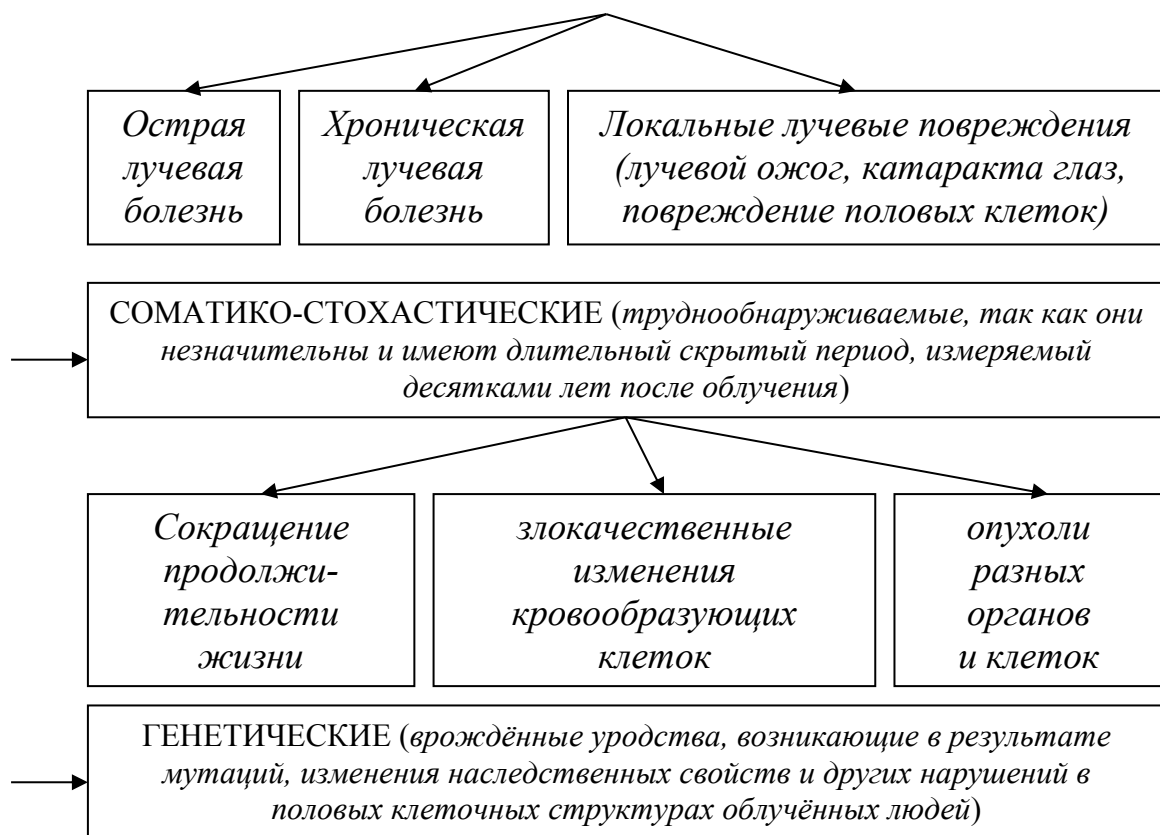 Острая
лучевая
болезнь
Хроническая
лучевая
болезнь
Локальные лучевые повреждения
(лучевой ожог, катаракта глаз,
повреждение половых клеток)
СОМАТИКО-СТОХАСТИЧЕСКИЕ (труднообнаруживаемые, так как они
незначительны и имеют длительный скрытый период, измеряемый
десятками лет после облучения)
Сокращение
продолжи-
тельности
жизни
злокачественные
изменения
кровообразующих
клеток
опухоли
разных
органов
и клеток
ГЕНЕТИЧЕСКИЕ (врождённые уродства, возникающие в результате
мутаций, изменения наследственных свойств и других нарушений в
половых клеточных структурах облучённых людей)